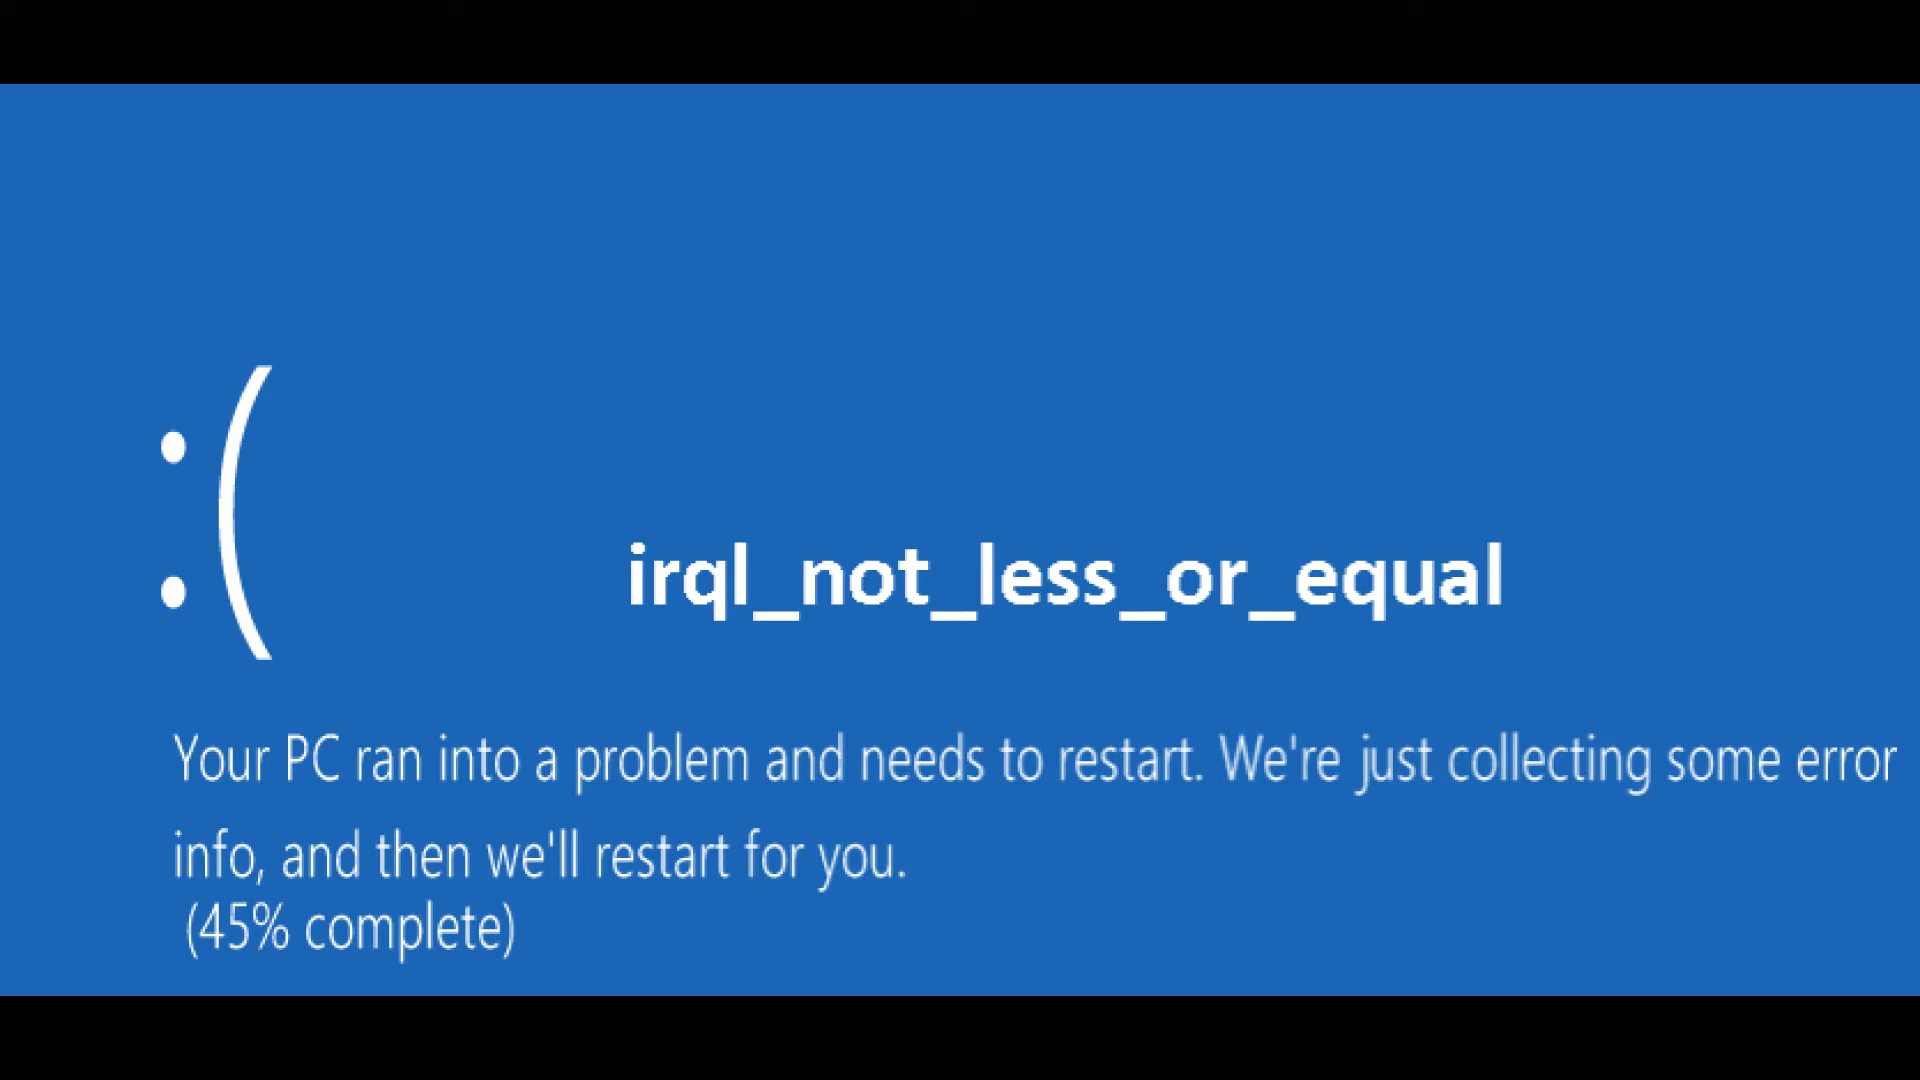 :(
irql_not_less_or_equal
Your PC ran into a problem and needs to restart. We're just collecting some error
info, and then we'll restart for you.
(45% complete)